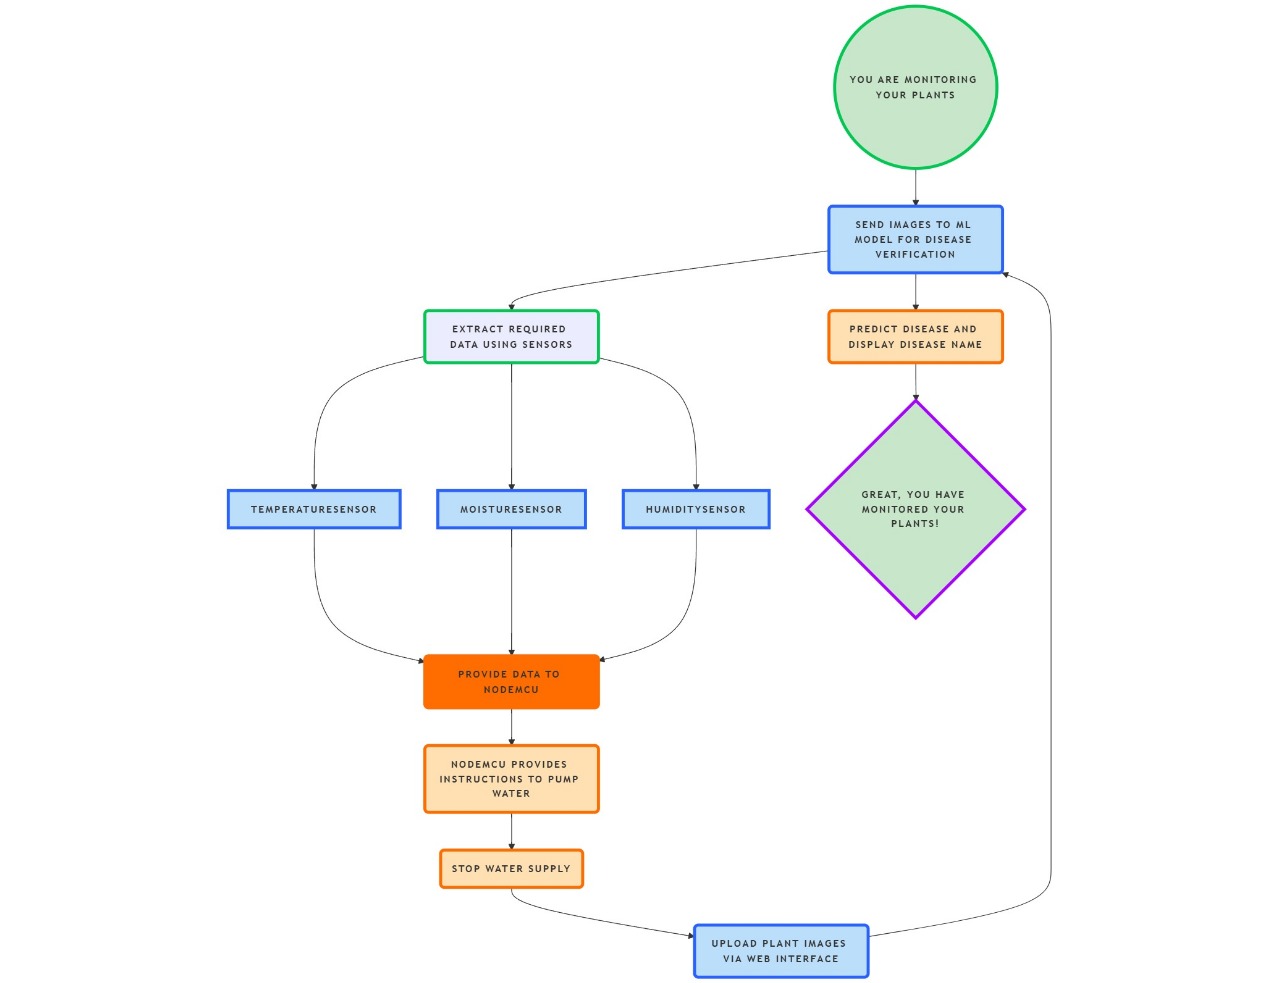 YOU ARE MONITORING
YOUR PLANTS
SEND IMAGES TO ML
MODEL FOR DISEASE
VERIFICATION
EXTRACT REQUIRED
DATA USING SENSORS
PREDICT DISEASE AND
DISPLAY DISEASE NAME
TEMPERATURESENSOR
MOISTURESENSOR
HUMIDITYSENSOR
GREAT, YOU HAVE
MONITORED YOUR
PLANTS!
PROVIDE DATA TO
NODEMCU
NODEMCU PROVIDES
INSTRUCTIONS TO PUMP
WATER
STOP WATER SUPPLY
UPLOAD PLANT IMAGES
VIA WEB INTERFACE